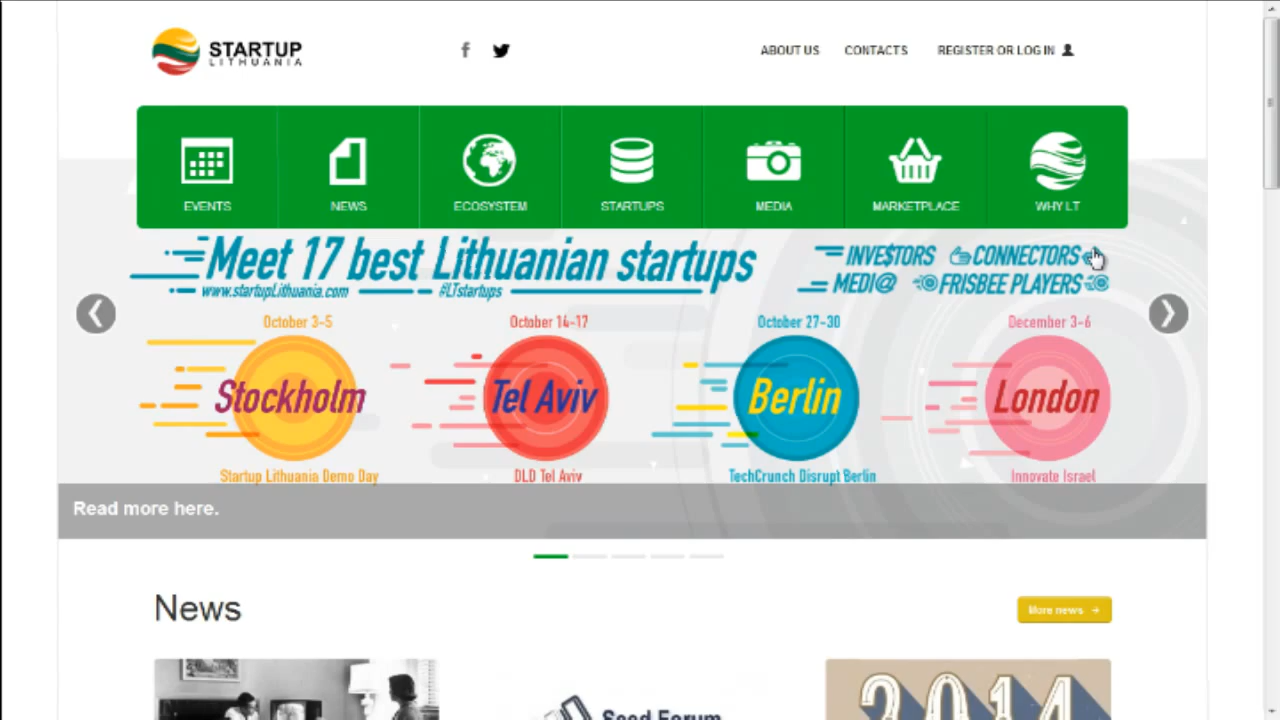 STARTUP
LITHUANIA
ABOUT US
CONTACTS
REGISTER OR LOG IN
EVENTS
NEWS
ECOSYSTEM
STARTUPS
MEDIA
MARKETPLACE
WHY LT
Meet 17 best Lithuanian startups
www.startupLithuania.com
#LTstartups
INVE$TORS
CONNECTORS
MEDI@
FRISBEE PLAYERS
October 3-5
October 14-17
October 27-30
December 3-6
Stockholm
Tel Aviv
Berlin
London
Startup Lithuania Demo Day
DLD Tel Aviv
TechCrunch Disrupt Berlin
Innovate Israel
Read more here.
News
More news
Seed Forum
2014